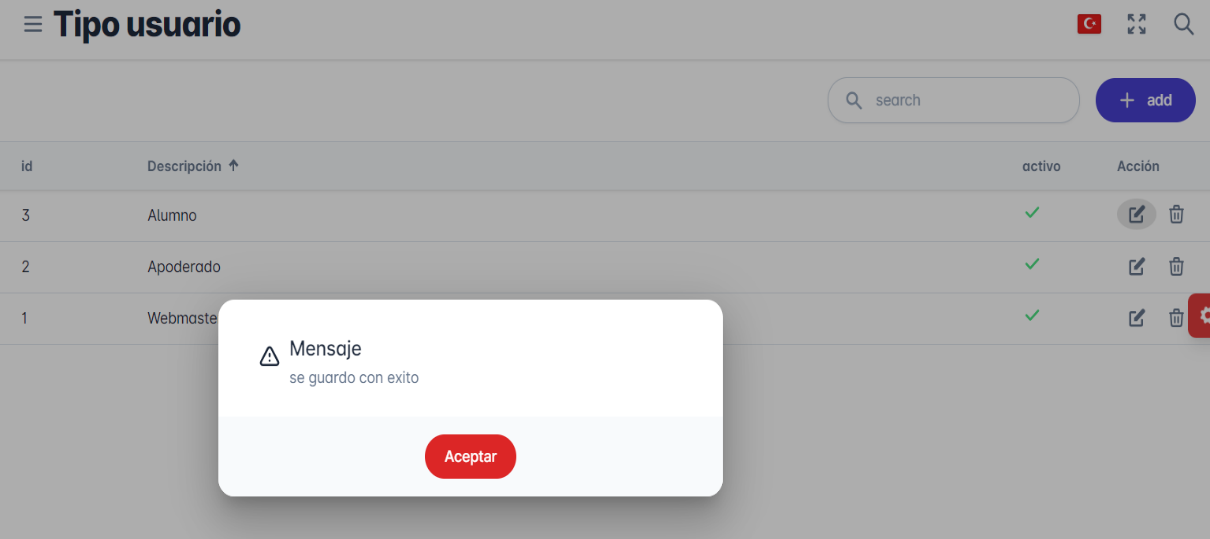 Tipo usuario
search
add
id Descripción activo Acción
3 Alumno
2 Apoderado
1 Webmaste
Mensaje
se guardo con exito
Aceptar